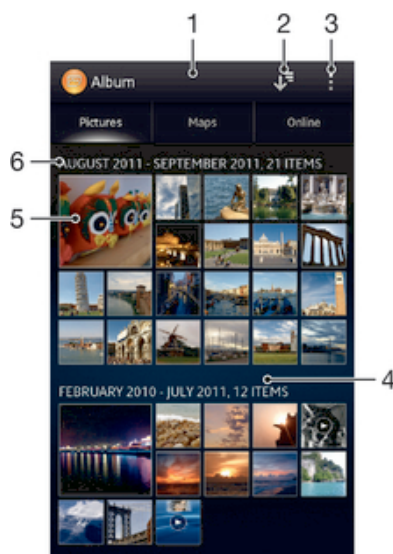 1 2 3
Album
Pictures Maps Online
6 AUGUST 2011 - SEPTEMBER 2011, 21 ITEMS
5
4
FEBRUARY 2010 - JULY 2011, 12 ITEMS